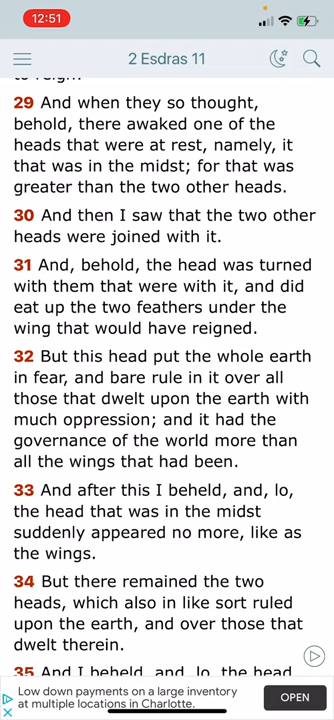 12:51
2 Esdras 11
to reign.
29 And when they so thought,
behold, there awaked one of the
heads that were at rest, namely, it
that was in the midst; for that was
greater than the two other heads.
30 And then I saw that the two other
heads were joined with it.
31 And, behold, the head was turned
with them that were with it, and did
eat up the two feathers under the
wing that would have reigned.
32 But this head put the whole earth
in fear, and bare rule in it over all
those that dwelt upon the earth with
much oppression; and it had the
governance of the world more than
all the wings that had been.
33 And after this I beheld, and, lo,
the head that was in the midst
suddenly appeared no more, like as
the wings.
34 But there remained the two
heads, which also in like sort ruled
upon the earth, and over those that
dwelt therein.
35 And I beheld, and, lo, the head
Low down payments on a large inventory
at multiple locations in Charlotte.
OPEN